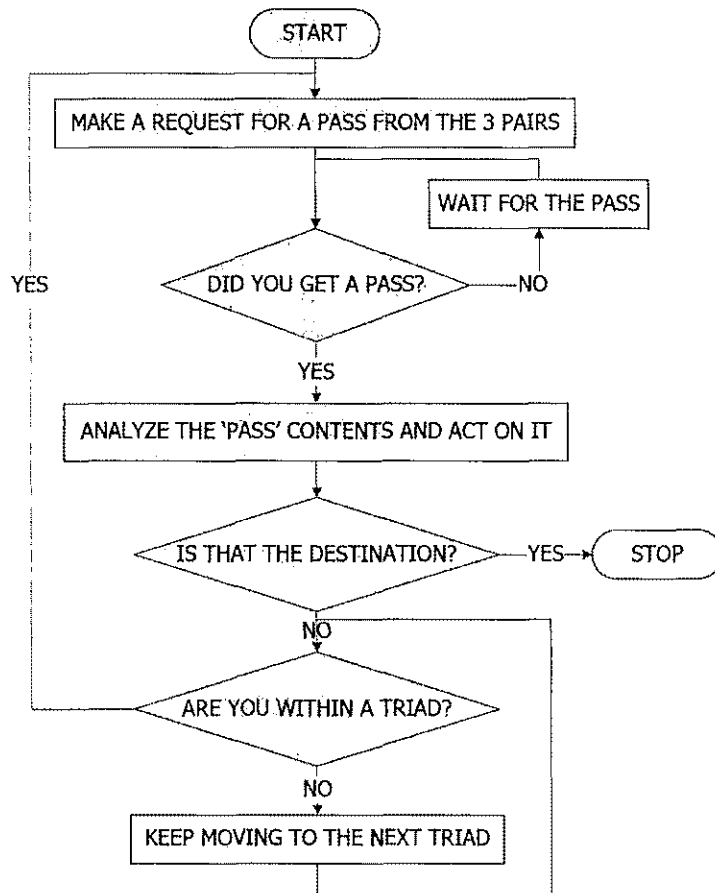 START
MAKE A REQUEST FOR A PASS FROM THE 3 PAIRS
WAIT FOR THE PASS
YES
DID YOU GET A PASS?
NO
YES
ANALYZE THE 'PASS' CONTENTS AND ACT ON IT
IS THAT THE DESTINATION?
YES
STOP
NO
ARE YOU WITHIN A TRIAD?
NO
KEEP MOVING TO THE NEXT TRIAD